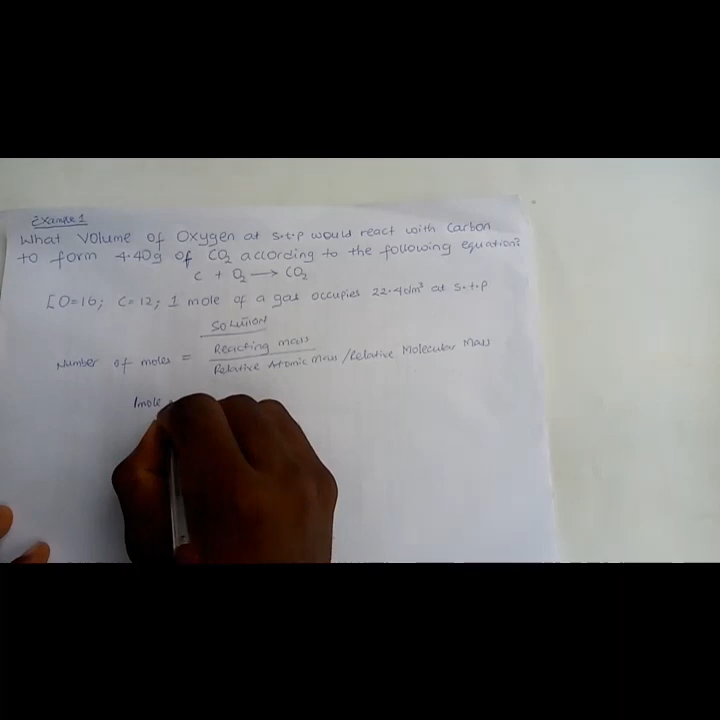 Example 1
What Volume of Oxygen at s.t.p would react with Carbon
to form 4.40g of CO₂ according to the following equation?
C + O₂ → CO₂
[O=16; C=12; 1 mole of a gas occupies 22.4dm³ at s.t.p
SOLUTION
Number of moles = Reacting mass / Relative Atomic Mass /Relative Molecular Mass
1mole